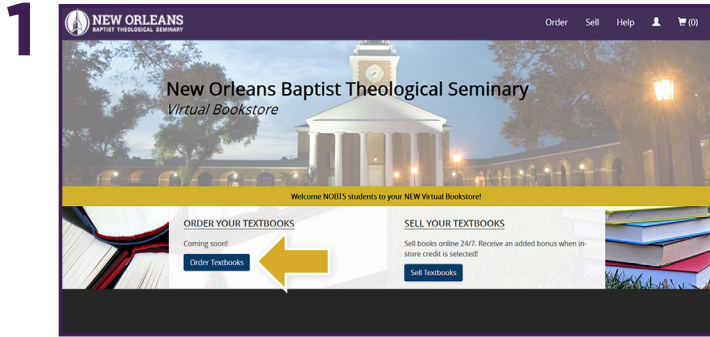 1
NEW ORLEANS
BAPTIST THEOLOGICAL SEMINARY
Order Sell Help (0)
New Orleans Baptist Theological Seminary
Virtual Bookstore
Welcome NOBTS students to your NEW Virtual Bookstore!
ORDER YOUR TEXTBOOKS
Coming soon!
Order Textbooks
SELL YOUR TEXTBOOKS
Sell books online 24/7. Receive an added bonus when in-
store credit is selected!
Sell Textbooks